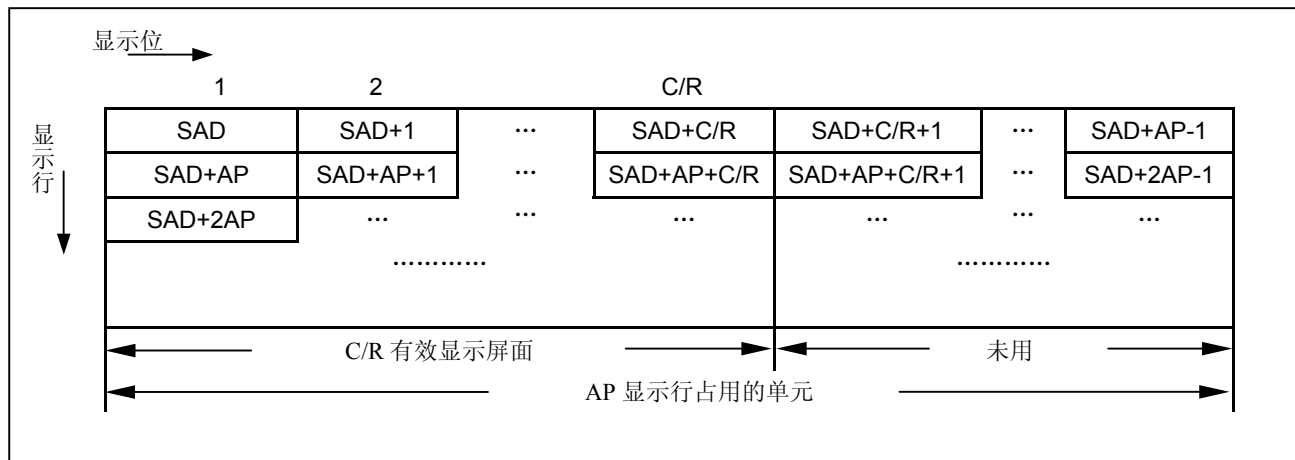 显示位
1 2 C/R
显示行
SAD SAD+1 … SAD+C/R SAD+C/R+1 … SAD+AP-1
SAD+AP SAD+AP+1 … SAD+AP+C/R SAD+AP+C/R+1 … SAD+2AP-1
SAD+2AP … … … … … …
………… …………
C/R 有效显示屏面 未用
AP 显示行占用的单元